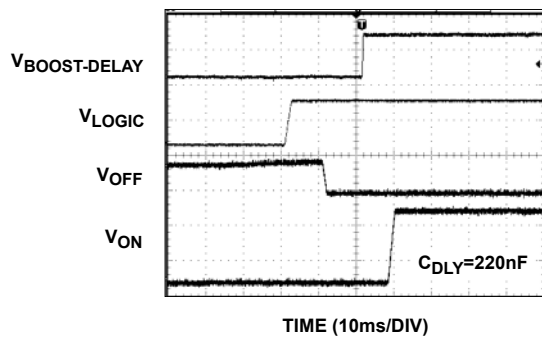 VBOOST-DELAY
VLOGIC
VOFF
VON
CDLY=220nF
TIME (10ms/DIV)